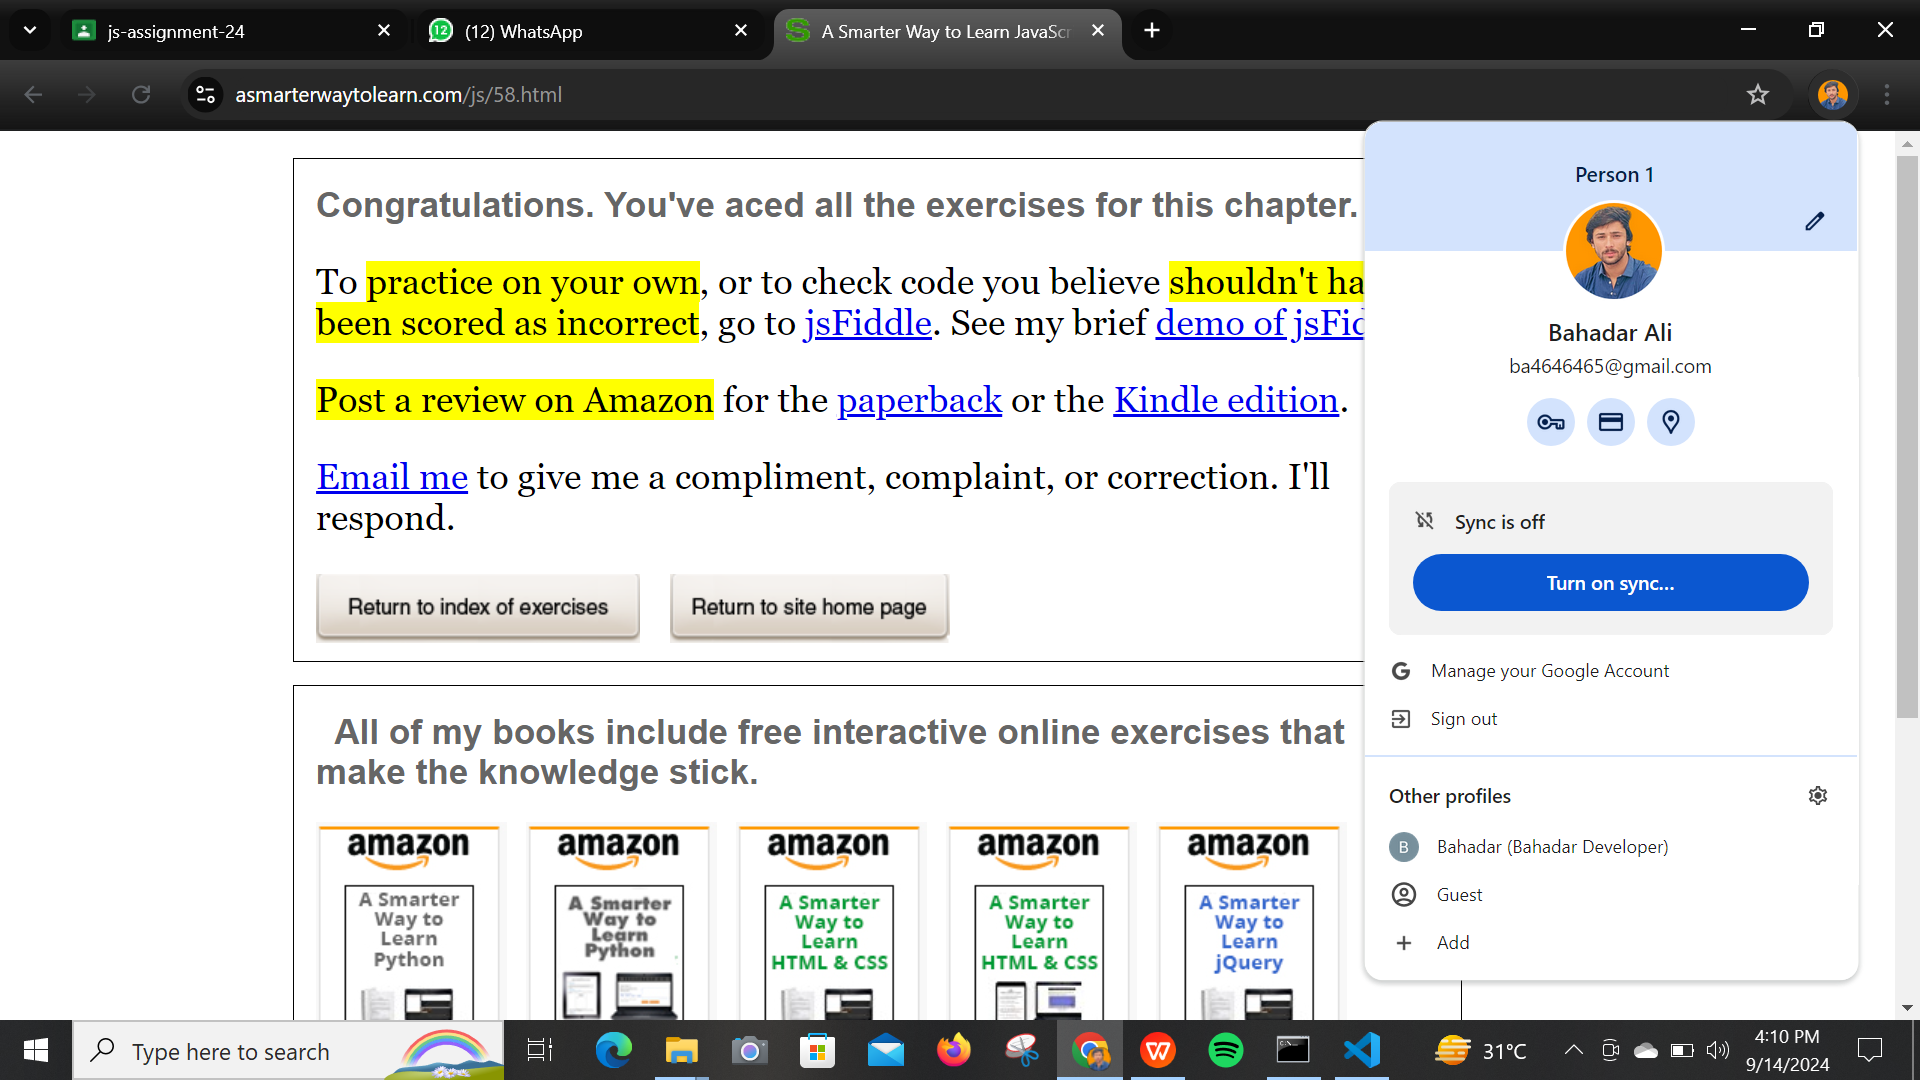 js-assignment-24
12
(12) WhatsApp
A Smarter Way to Learn JavaScr
asmarterwaytolearn.com/js/58.html
Congratulations. You've aced all the exercises for this chapter.
To practice on your own, or to check code you believe shouldn't ha
been scored as incorrect, go to jsFiddle. See my brief demo of jsFid
Post a review on Amazon for the paperback or the Kindle edition.
Email me to give me a compliment, complaint, or correction. I'll
respond.
Return to index of exercises
Return to site home page
All of my books include free interactive online exercises that
make the knowledge stick.
amazon
A Smarter
Way to
Learn
Python
amazon
A Smarter
Way to
Learn
Python
amazon
A Smarter
Way to
Learn
HTML & CSS
amazon
A Smarter
Way to
Learn
HTML & CSS
amazon
A Smarter
Way to
Learn
jQuery
Person 1
Bahadar Ali
ba4646465@gmail.com
Sync is off
Turn on sync...
Manage your Google Account
Sign out
Other profiles
B
Bahadar (Bahadar Developer)
Guest
Add
Type here to search
31°C
4:10 PM
9/14/2024